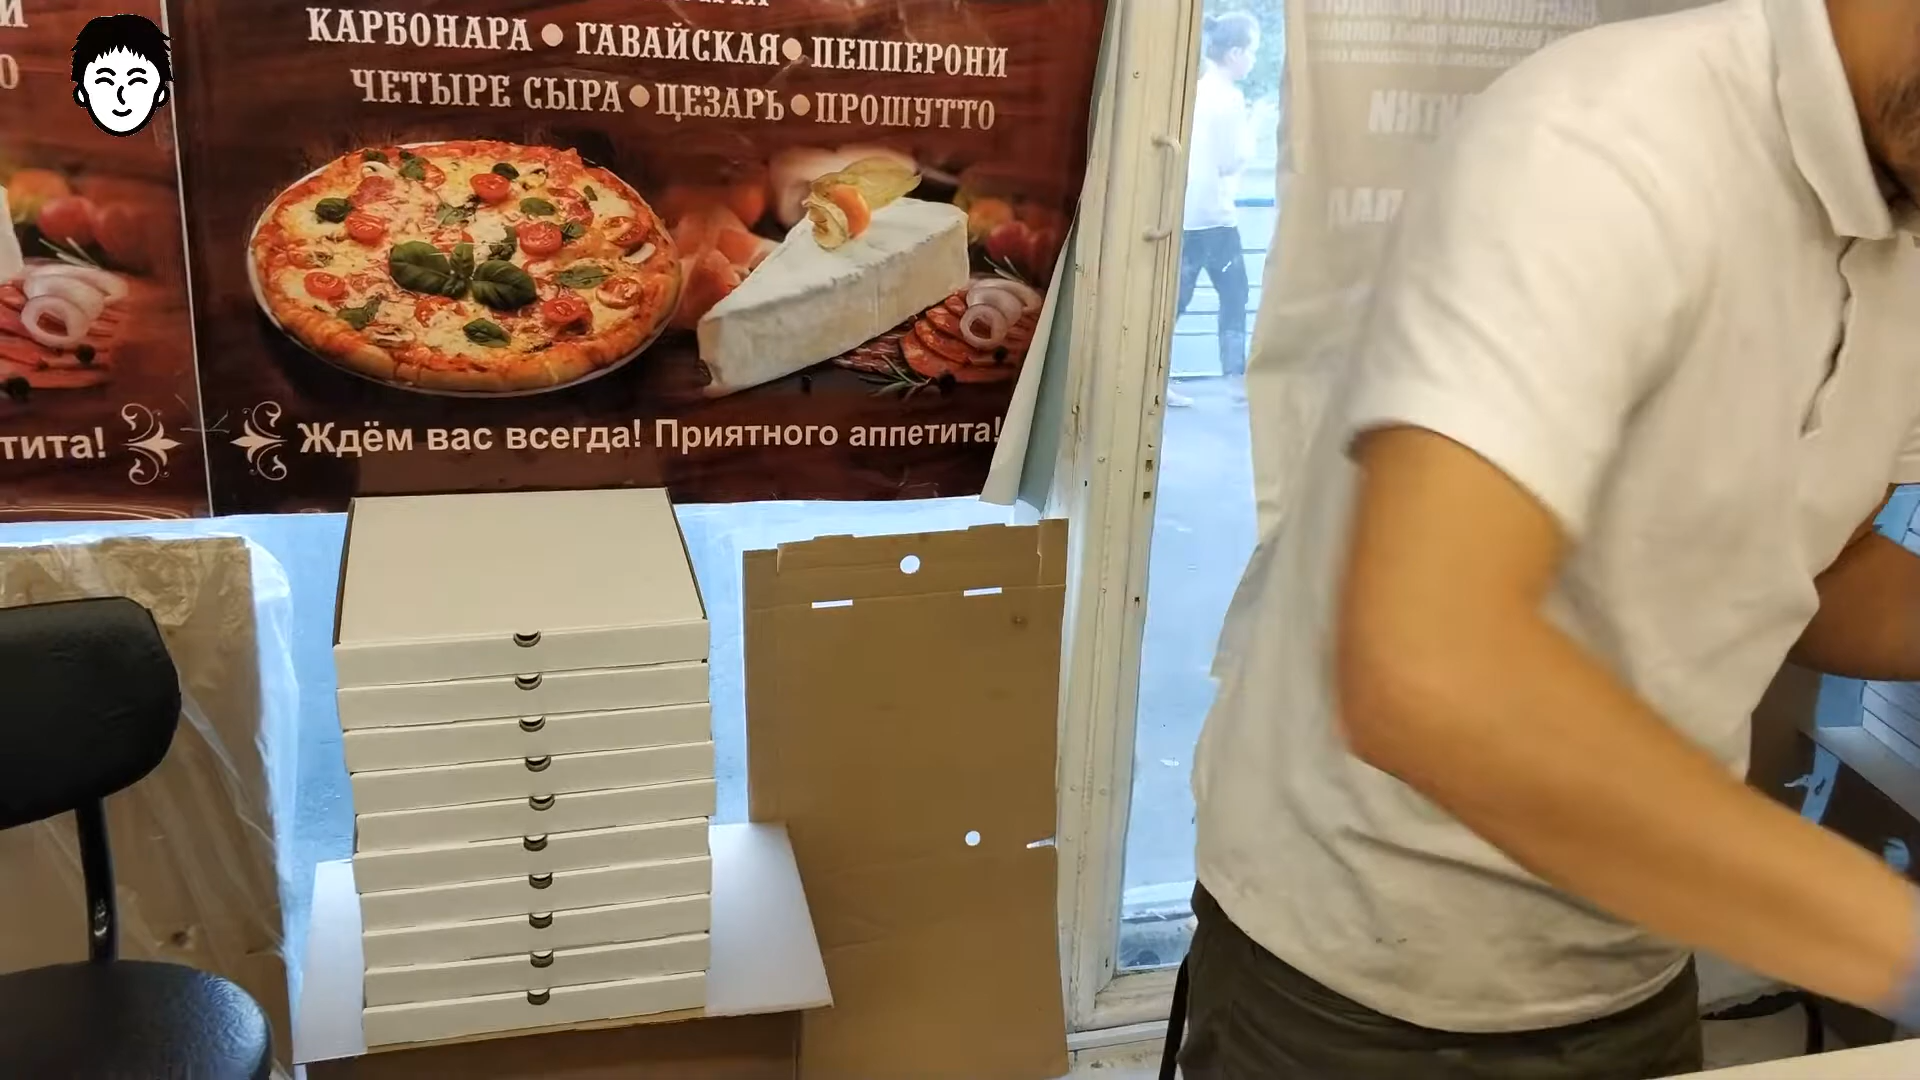 КАРБОНАРА • ГАВАЙСКАЯ • ПЕППЕРОНИ
ЧЕТЫРЕ СЫРА • ЦЕЗАРЬ • ПРОШУТТО
тита!
Ждём вас всегда! Приятного аппетита!